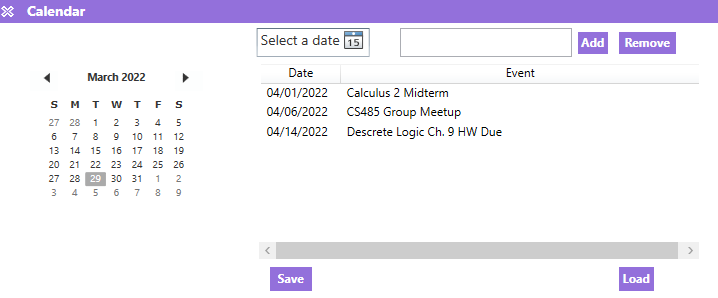 Calendar
Select a date 15
Add
Remove
March 2022
S M T W T F S
27 28 1 2 3 4 5
6 7 8 9 10 11 12
13 14 15 16 17 18 19
20 21 22 23 24 25 26
27 28 29 30 31 1 2
3 4 5 6 7 8 9
Date Event
04/01/2022 Calculus 2 Midterm
04/06/2022 CS485 Group Meetup
04/14/2022 Descrete Logic Ch. 9 HW Due
Save
Load